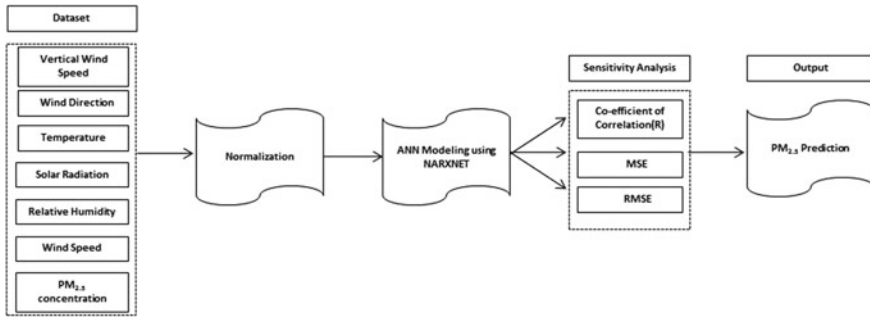 Dataset
Vertical Wind
Speed
Wind Direction
Temperature
Solar Radiation
Relative Humidity
Wind Speed
PM₂.₅
concentration
Normalization
ANN Modeling using
NARXNET
Sensitivity Analysis
Co-efficient of
Correlation(R)
MSE
RMSE
Output
PM₂.₅ Prediction